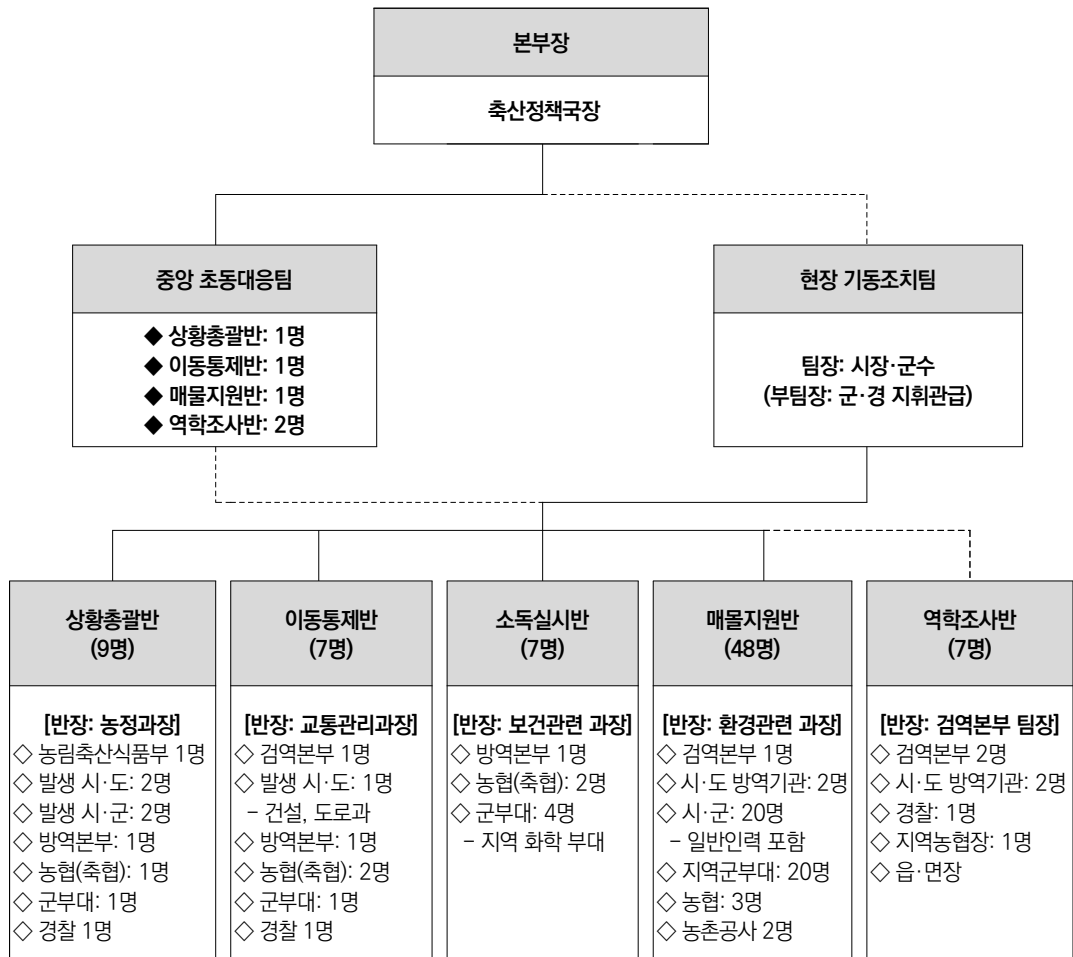 본부장
축산정책국장
중앙 초동대응팀
◆ 상황총괄반: 1명
◆ 이동통제반: 1명
◆ 매몰지원반: 1명
◆ 역학조사반: 2명
현장 기동조치팀
팀장: 시장·군수
(부팀장: 군·경 지휘관급)
상황총괄반
(9명)
[반장: 농정과장]
◇ 농림축산식품부 1명
◇ 발생 시·도: 2명
◇ 발생 시·군: 2명
◇ 방역본부: 1명
◇ 농협(축협): 1명
◇ 군부대: 1명
◇ 경찰 1명
이동통제반
(7명)
[반장: 교통관리과장]
◇ 검역본부 1명
◇ 발생 시·도: 1명
– 건설, 도로과
◇ 방역본부: 1명
◇ 농협(축협): 2명
◇ 군부대: 1명
◇ 경찰 1명
소독실시반
(7명)
[반장: 보건관련 과장]
◇ 방역본부 1명
◇ 농협(축협): 2명
◇ 군부대: 4명
– 지역 화학 부대
매몰지원반
(48명)
[반장: 환경관련 과장]
◇ 검역본부 1명
◇ 시·도 방역기관: 2명
◇ 시·군: 20명
– 일반인력 포함
◇ 지역군부대: 20명
◇ 농협: 3명
◇ 농촌공사 2명
역학조사반
(7명)
[반장: 검역본부 팀장]
◇ 검역본부 2명
◇ 시·도 방역기관: 2명
◇ 경찰: 1명
◇ 지역농협장: 1명
◇ 읍·면장